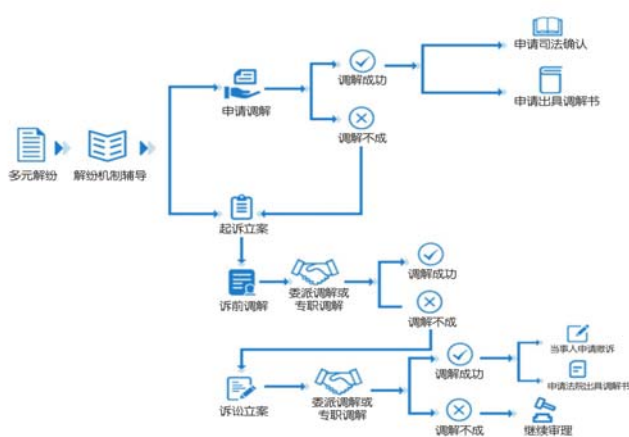 申请司法确认
调解成功
申请调解
申请出具调解书
调解不成
多元解纷
解纷机制辅导
起诉立案
调解成功
诉前调解
委派调解或
专职调解
调解不成
当事人申请撤诉
调解成功
申请法院出具调解书
诉讼立案
委派调解或
专职调解
调解不成
继续审理